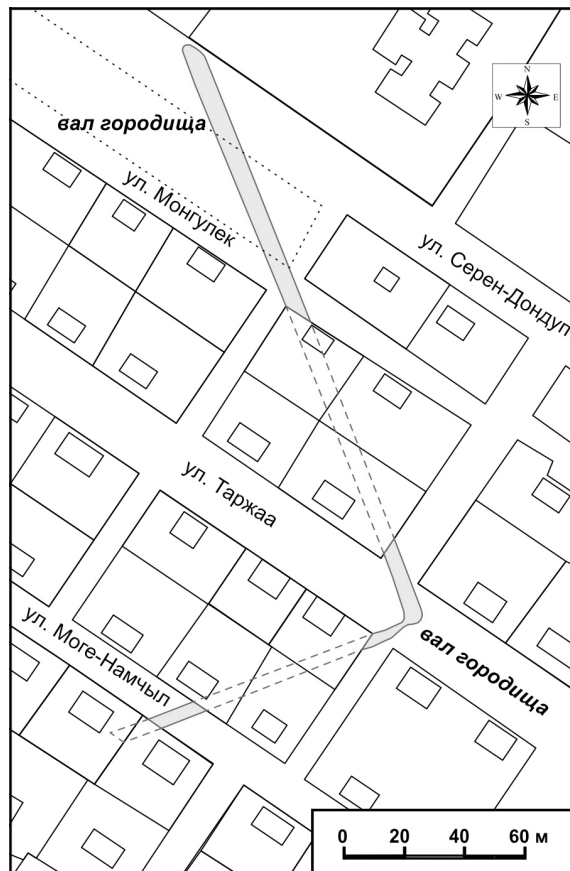 N
W E
S
вал городища
ул. Монгулек
ул. Серен-Дондуп
ул. Таржаа
вал городища
ул. Моге-Намчыл
0 20 40 60 м